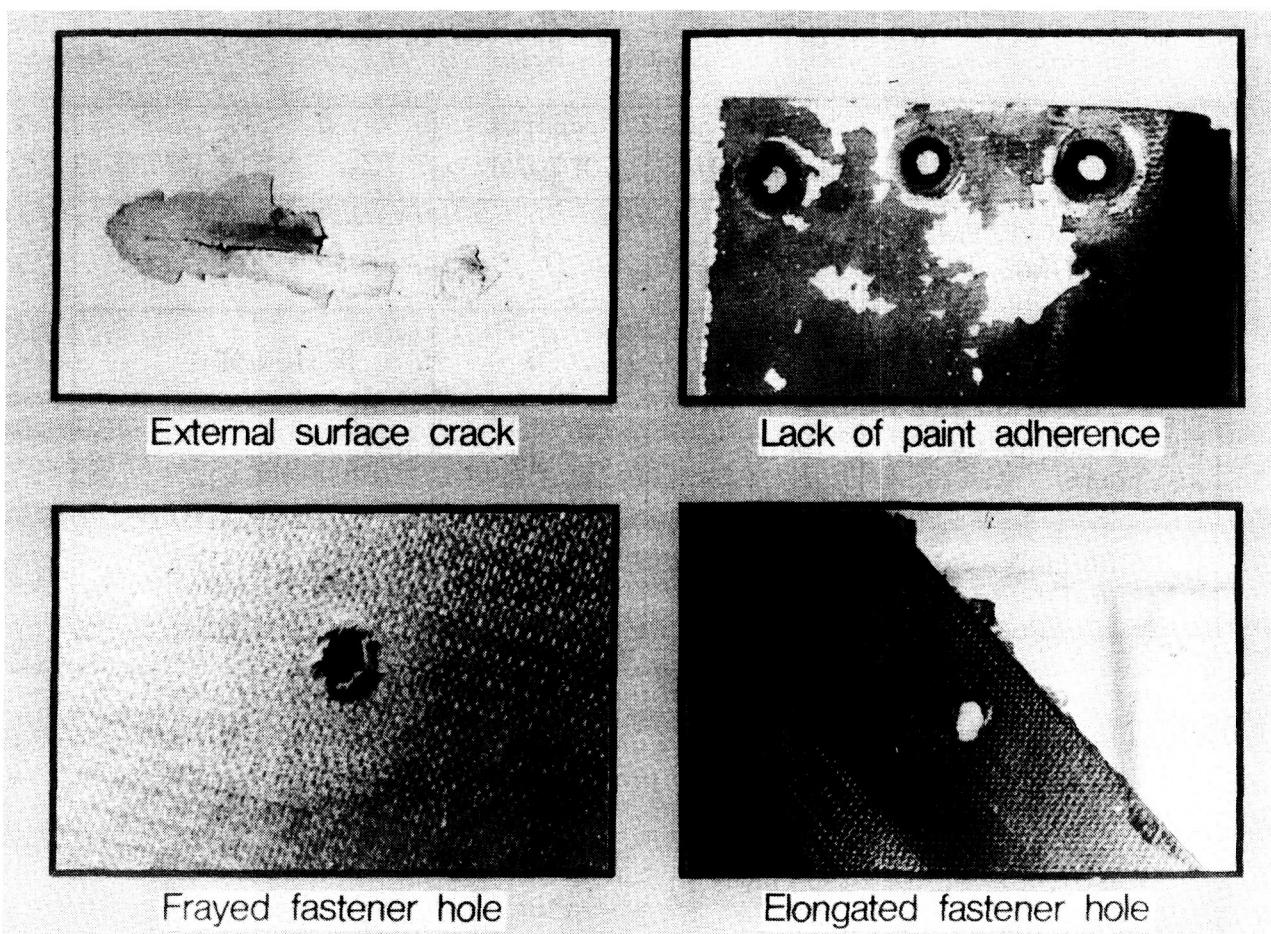 External surface crack
Lack of paint adherence
Frayed fastener hole
Elongated fastener hole